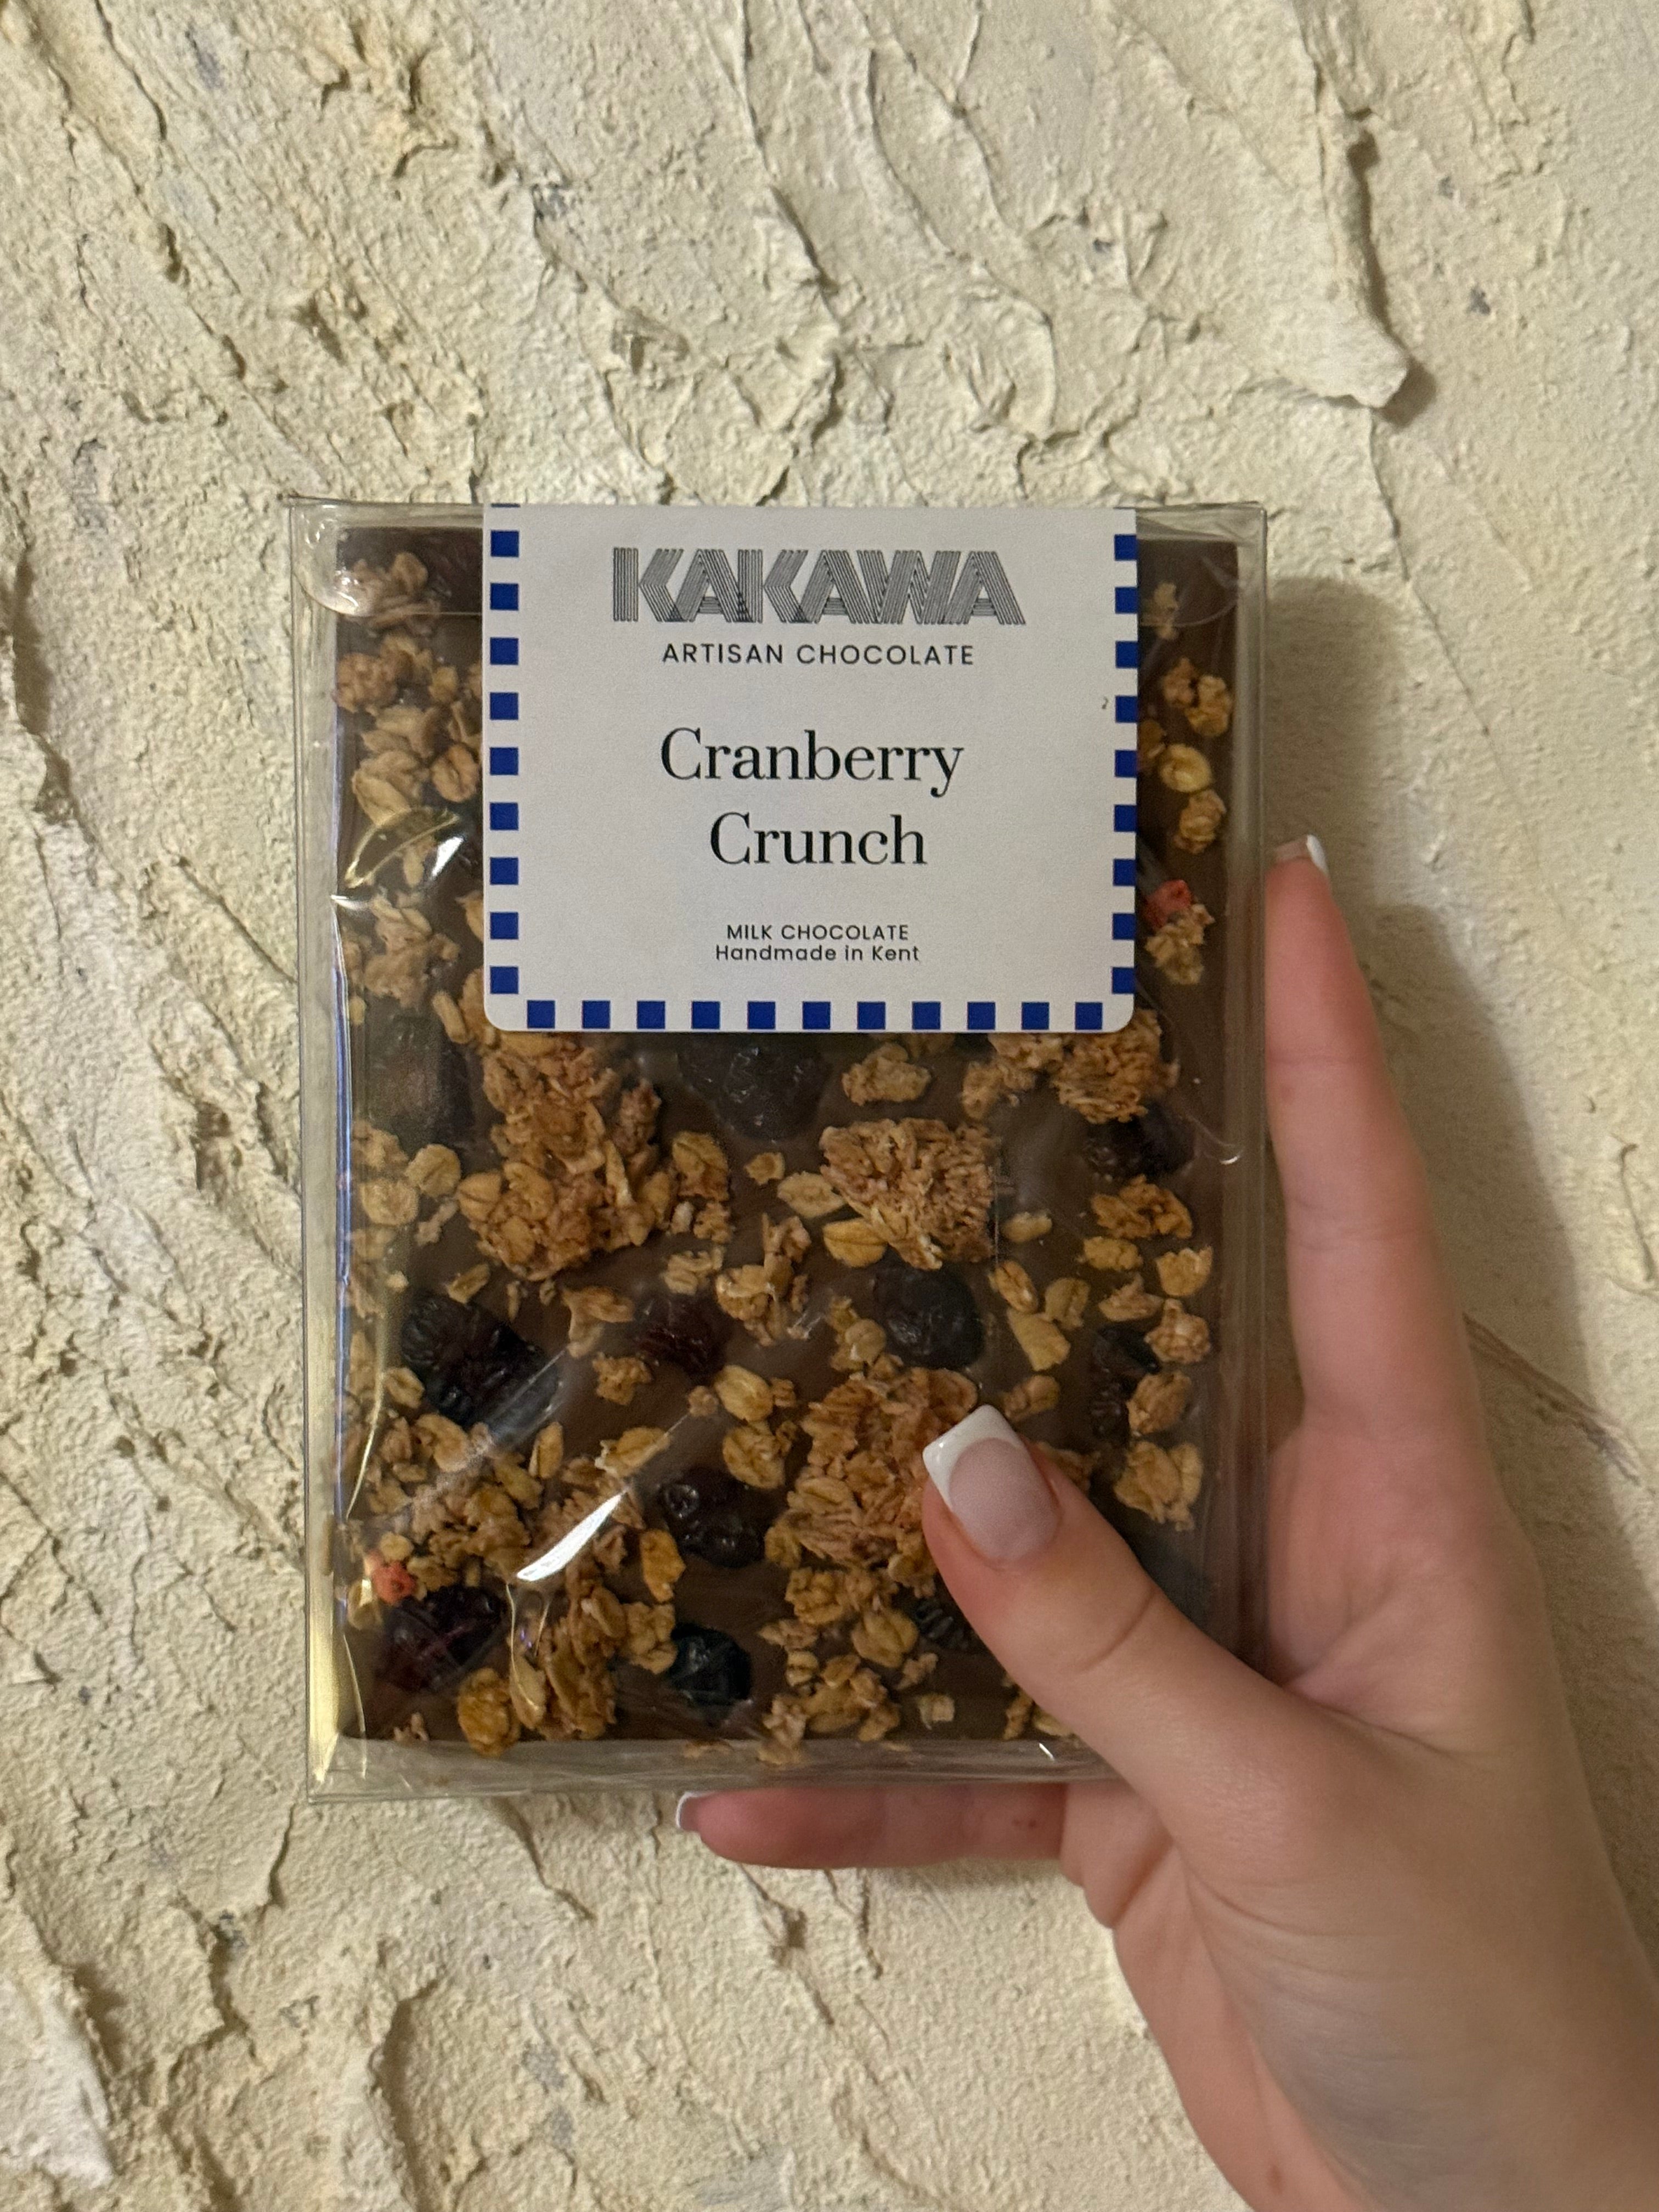 KAKAWA
ARTISAN CHOCOLATE
Cranberry
Crunch
MILK CHOCOLATE
Handmade in Kent